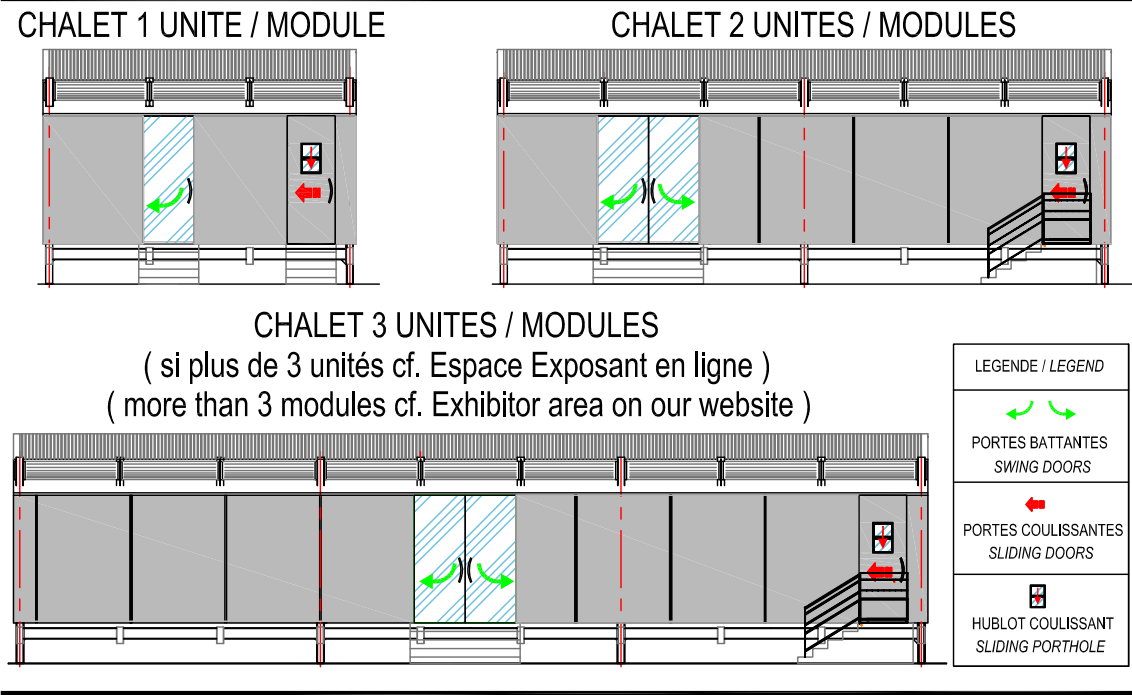 CHALET 1 UNITE / MODULE
CHALET 2 UNITES / MODULES
CHALET 3 UNITES / MODULES
( si plus de 3 unités cf. Espace Exposant en ligne )
( more than 3 modules cf. Exhibitor area on our website )
LEGENDE / LEGEND
PORTES BATTANTES
SWING DOORS
PORTES COULISSANTES
SLIDING DOORS
HUBLOT COULISSANT
SLIDING PORTHOLE